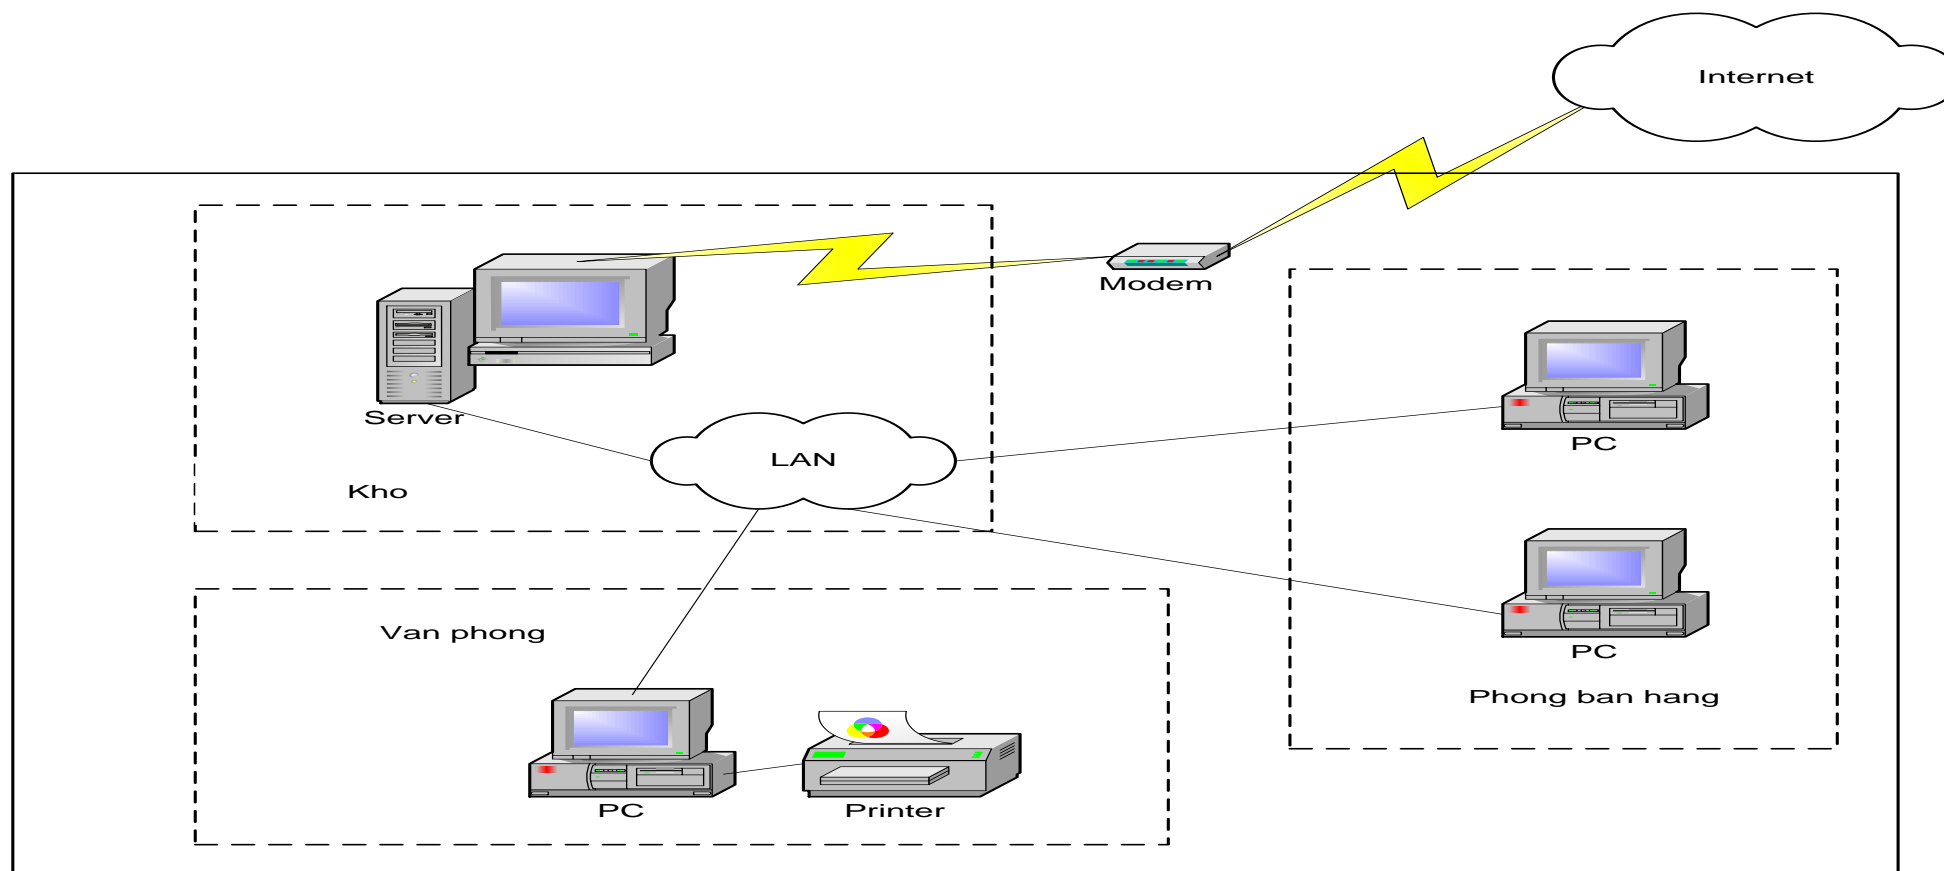 Internet
Modem
Server
PC
LAN
Kho
Van phong
PC
Phong ban hang
PC
Printer